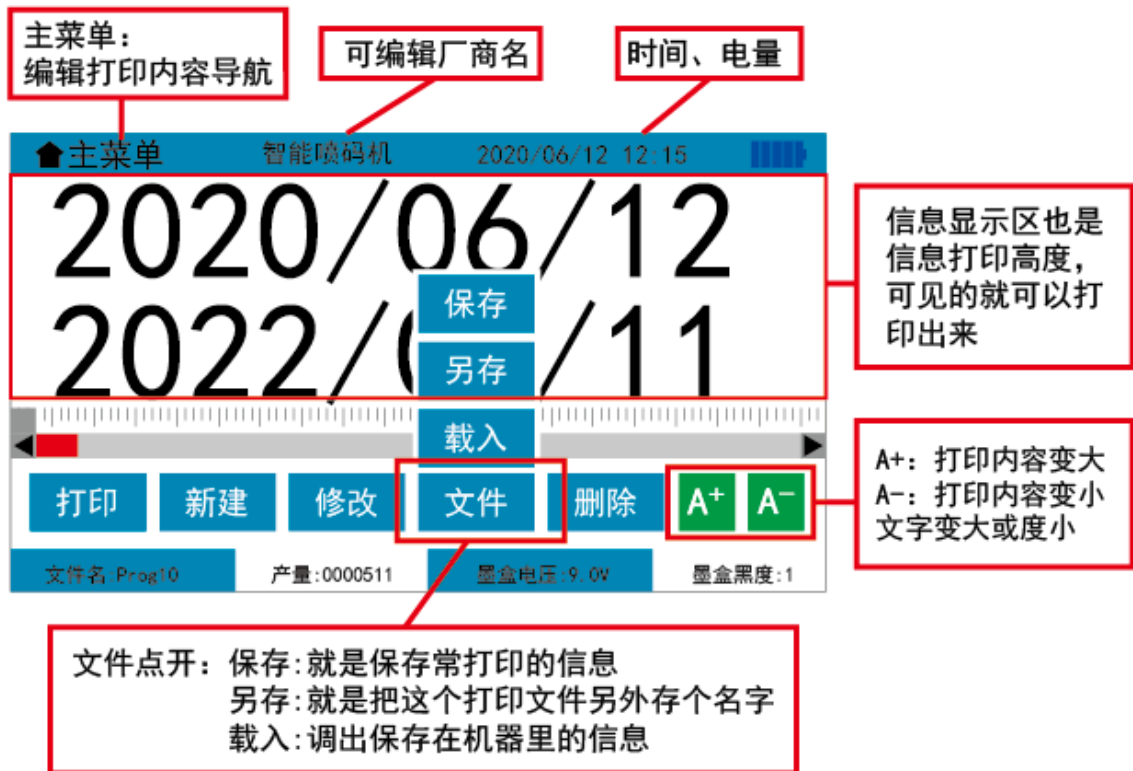 主菜单：
编辑打印内容导航
可编辑厂商名
时间、电量
主菜单 智能喷码机 2020/06/12 12:15
2020/06/12
2022/0 /11
保存
另存
载入
信息显示区也是
信息打印高度，
可见的就可以打
印出来
打印 新建 修改 文件 删除 A+ A-
A+: 打印内容变大
A-: 打印内容变小
文字变大或度小
文件名:Prog10 产量:0000511 墨盒电压:9.0V 墨盒黑度:1
文件点开：保存:就是保存常打印的信息
另存:就是把这个打印文件另外存个名字
载入:调出保存在机器里的信息